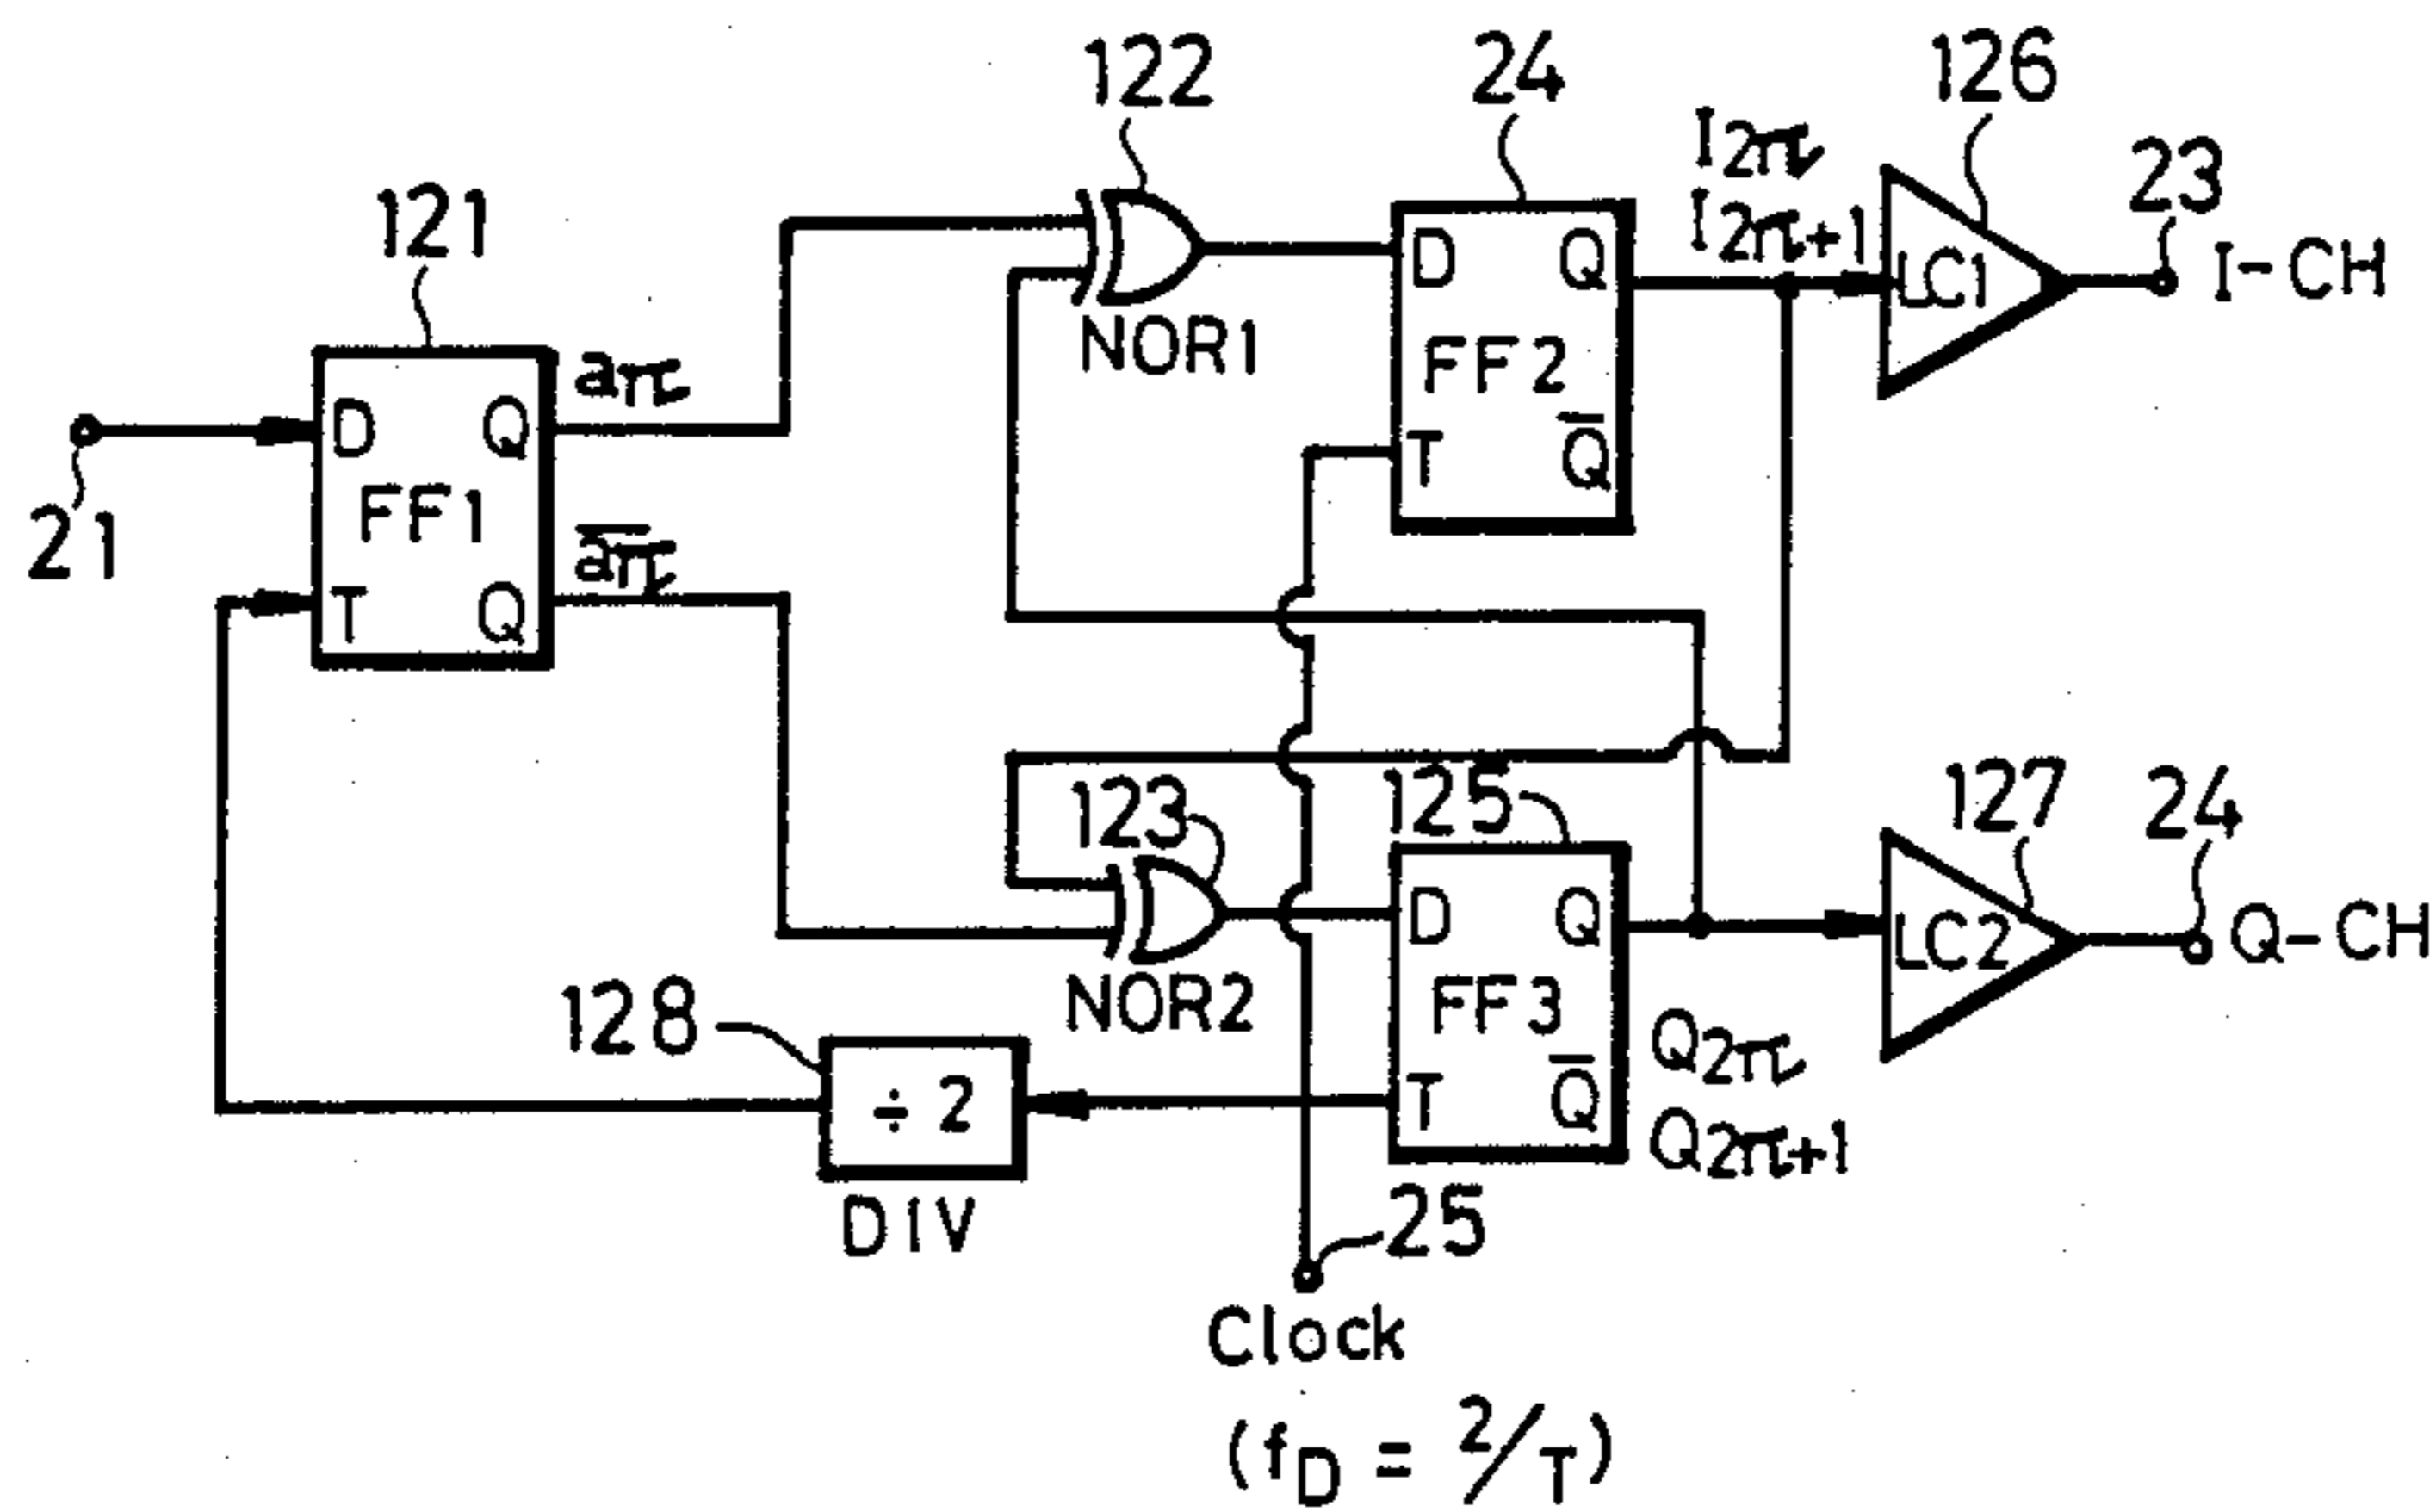 122
24
126
I2n
I2n+1
23
121
LC1
I-CH
D
Q
NOR1
FF2
an
D
Q
T
Q̅
FF1
21
a̅n̅
T
Q
123
125
127
24
D
Q
LC2
Q-CH
128
NOR2
FF3
Q2n
÷2
T
Q̅
Q2n+1
DIV
25
Clock
(fD = 2/T)